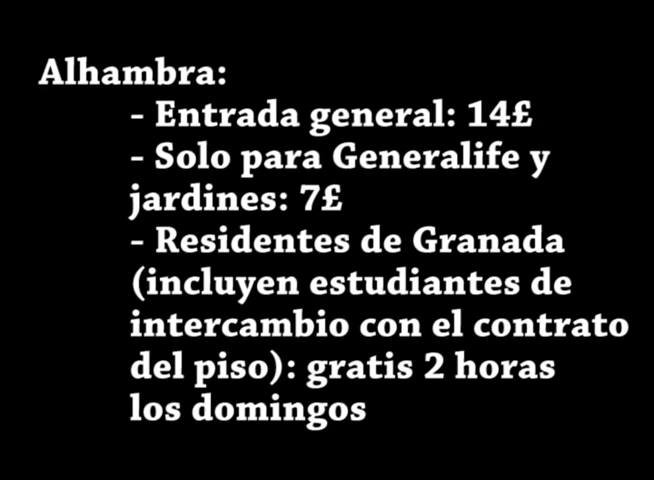 Alhambra:
- Entrada general: 14£
- Solo para Generalife y
jardines: 7£
- Residentes de Granada
(incluyen estudiantes de
intercambio con el contrato
del piso): gratis 2 horas
los domingos